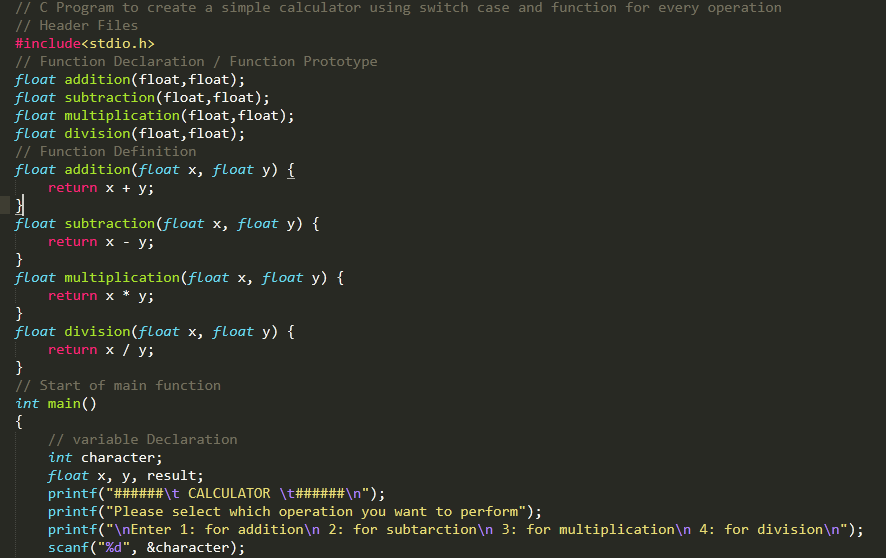 // C Program to create a simple calculator using switch case and function for every operation
// Header Files
#include<stdio.h>
// Function Declaration / Function Prototype
float addition(float,float);
float subtraction(float,float);
float multiplication(float,float);
float division(float,float);
// Function Definition
float addition(float x, float y) {
    return x + y;
}
float subtraction(float x, float y) {
    return x - y;
}
float multiplication(float x, float y) {
    return x * y;
}
float division(float x, float y) {
    return x / y;
}
// Start of main function
int main()
{
    // variable Declaration
    int character;
    float x, y, result;
    printf("######\t CALCULATOR \t######\n");
    printf("Please select which operation you want to perform");
    printf("\nEnter 1: for addition\n 2: for subtarction\n 3: for multiplication\n 4: for division\n");
    scanf("%d", &character);